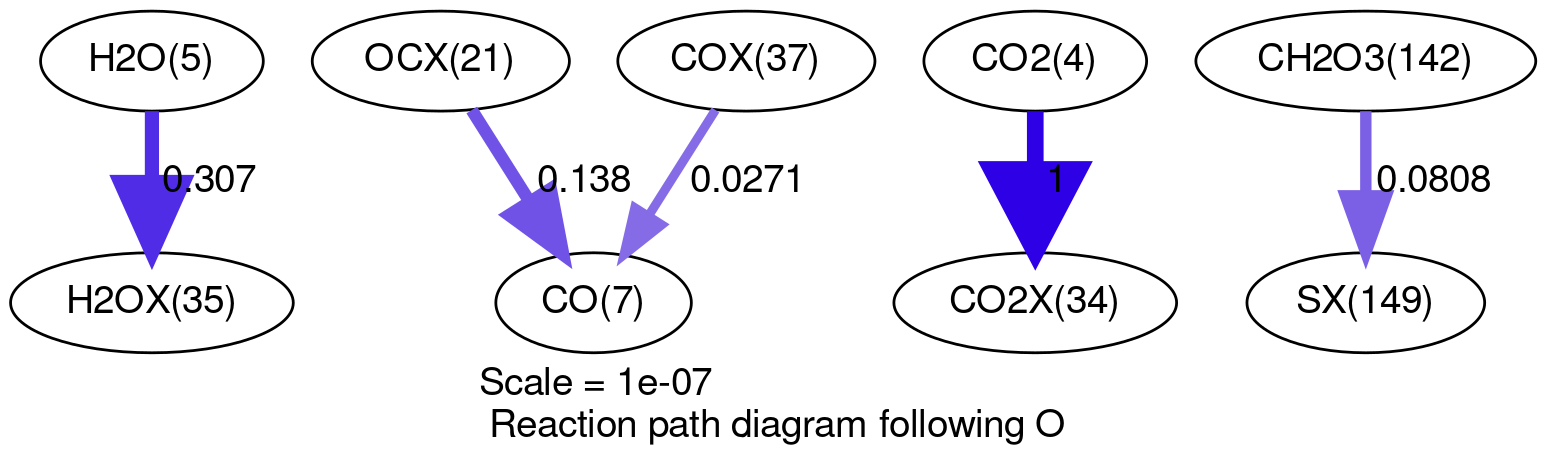 H2O(5)
OCX(21)
COX(37)
CO2(4)
CH2O3(142)
0.307
0.138
0.0271
1
0.0808
H2OX(35)
CO(7)
CO2X(34)
SX(149)
Scale = 1e-07
Reaction path diagram following O